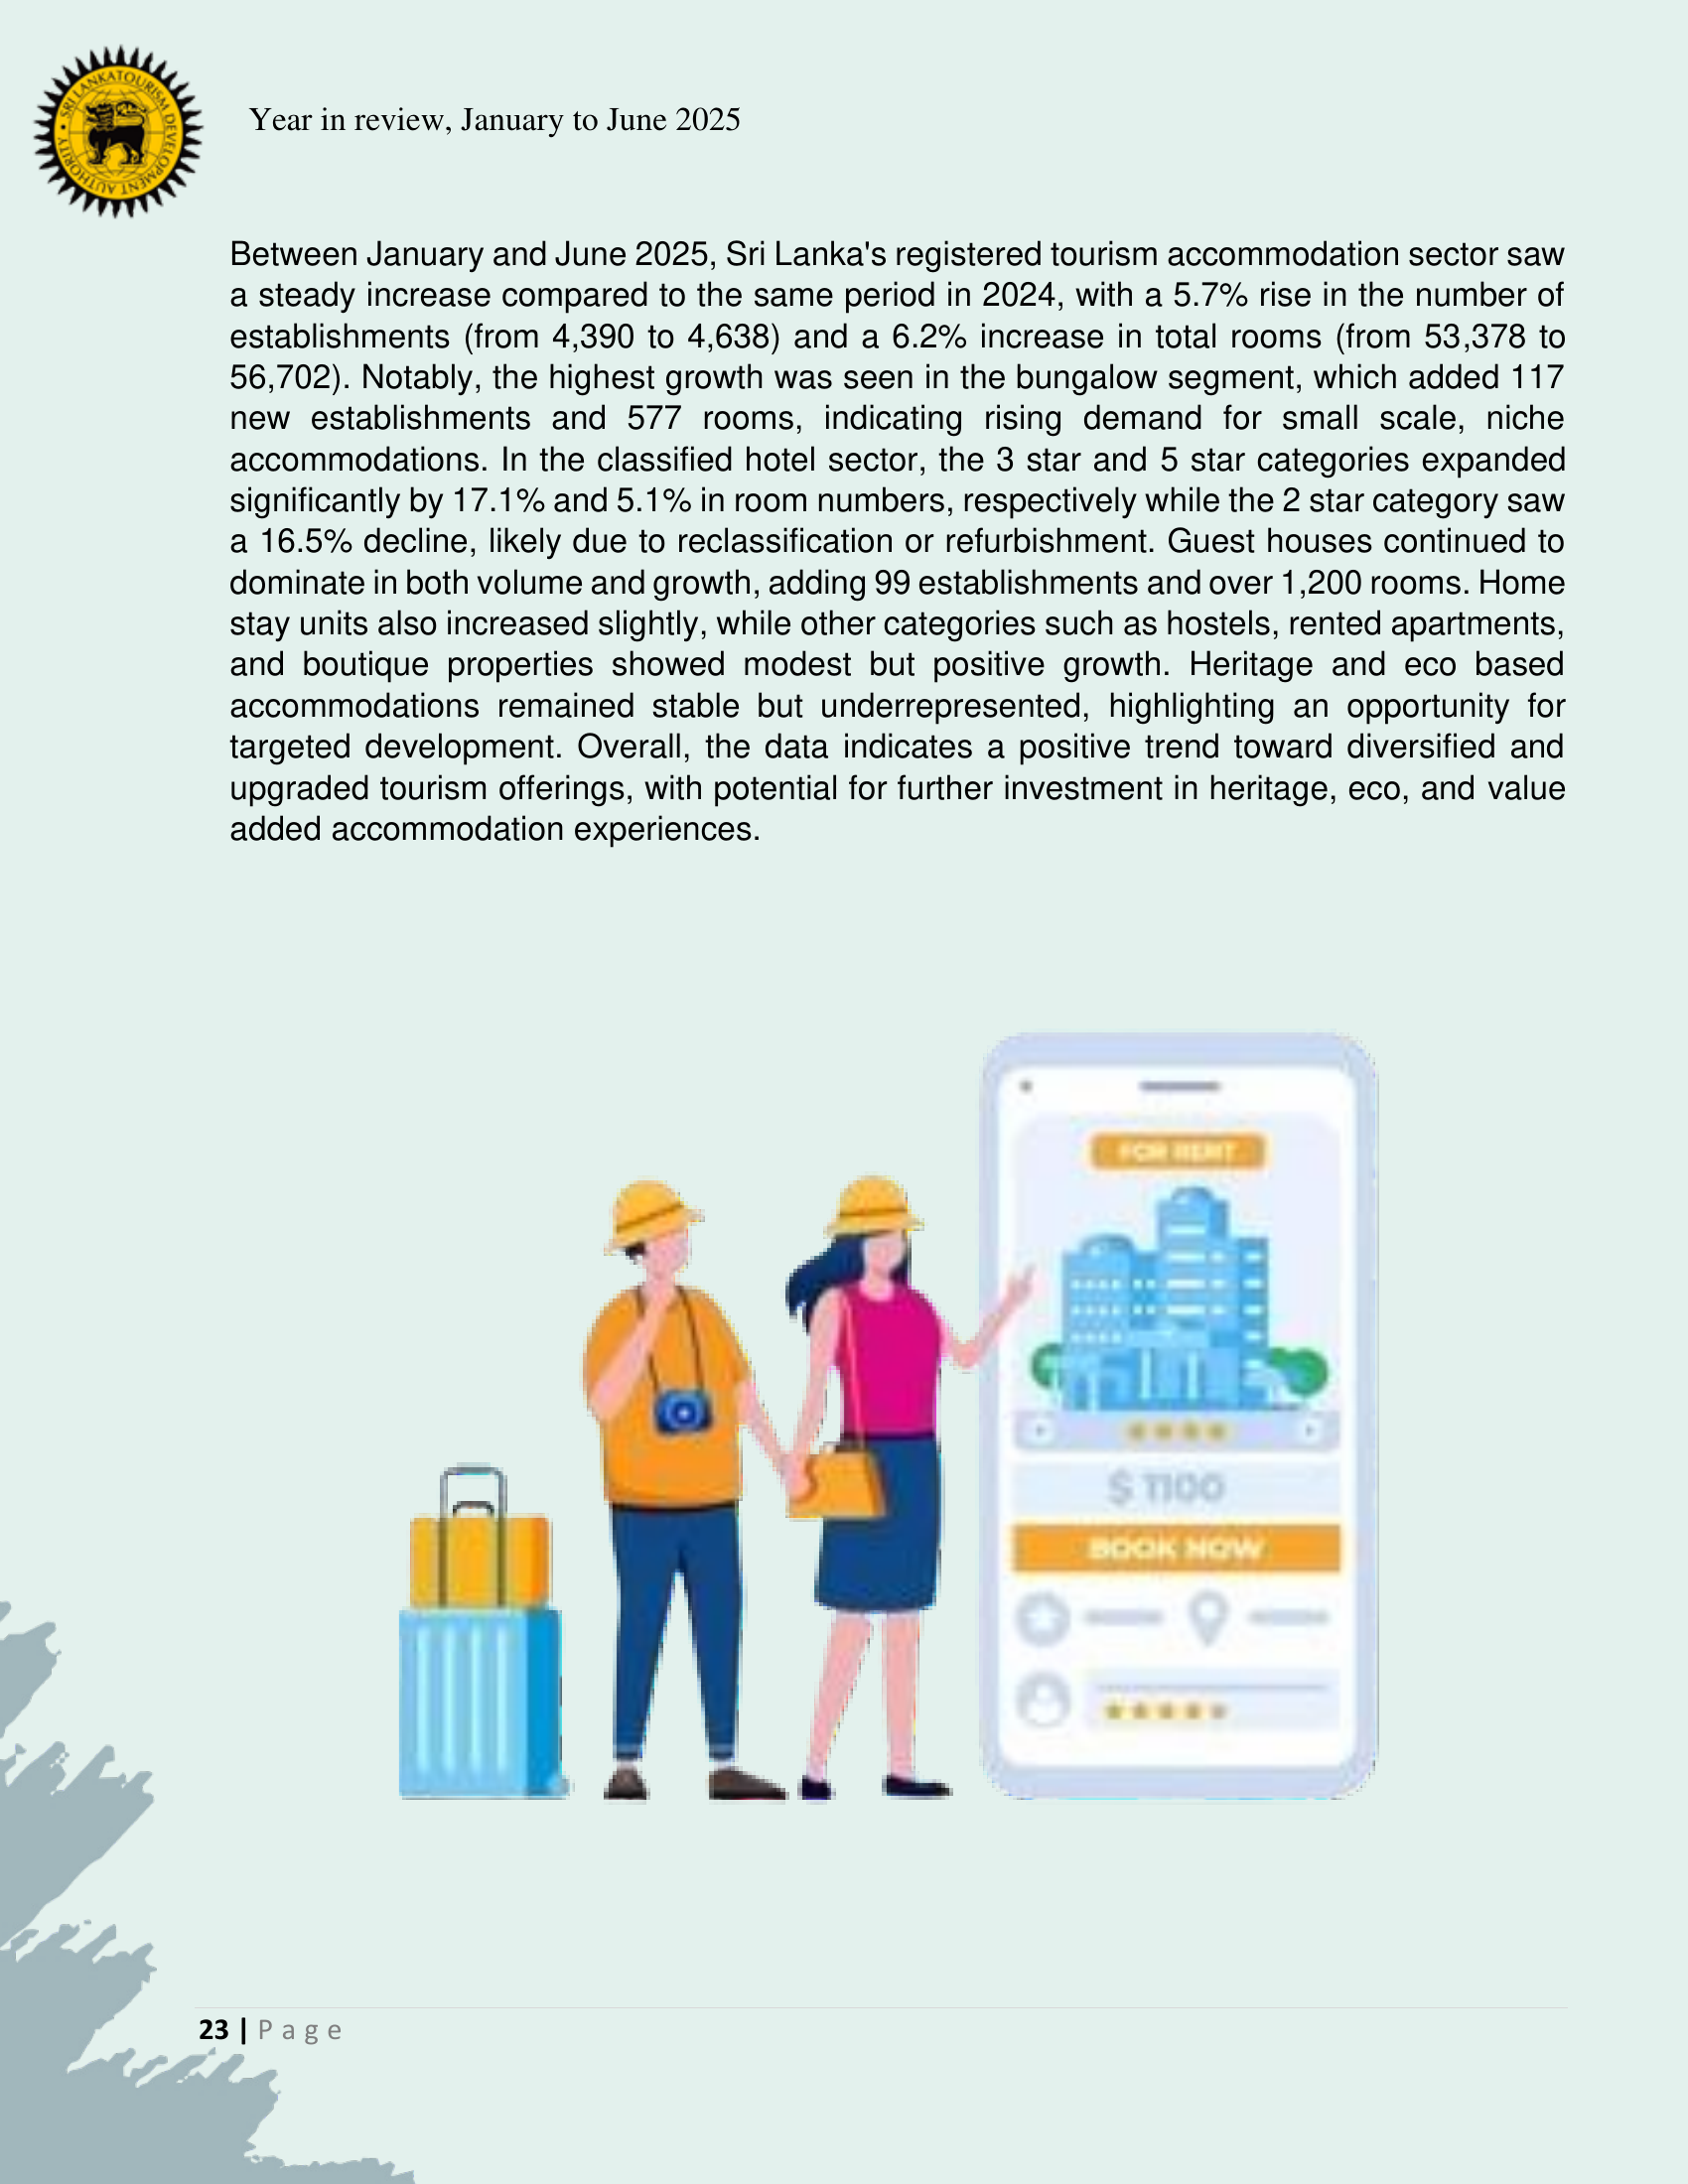 SRI LANKA TOURISM DEVELOPMENT AUTHORITY
Year in review, January to June 2025
Between January and June 2025, Sri Lanka's registered tourism accommodation sector saw
a steady increase compared to the same period in 2024, with a 5.7% rise in the number of
establishments (from 4,390 to 4,638) and a 6.2% increase in total rooms (from 53,378 to
56,702). Notably, the highest growth was seen in the bungalow segment, which added 117
new establishments and 577 rooms, indicating rising demand for small scale, niche
accommodations. In the classified hotel sector, the 3 star and 5 star categories expanded
significantly by 17.1% and 5.1% in room numbers, respectively while the 2 star category saw
a 16.5% decline, likely due to reclassification or refurbishment. Guest houses continued to
dominate in both volume and growth, adding 99 establishments and over 1,200 rooms. Home
stay units also increased slightly, while other categories such as hostels, rented apartments,
and boutique properties showed modest but positive growth. Heritage and eco based
accommodations remained stable but underrepresented, highlighting an opportunity for
targeted development. Overall, the data indicates a positive trend toward diversified and
upgraded tourism offerings, with potential for further investment in heritage, eco, and value
added accommodation experiences.
FOR RENT
$ 1100
BOOK NOW
23 | Page